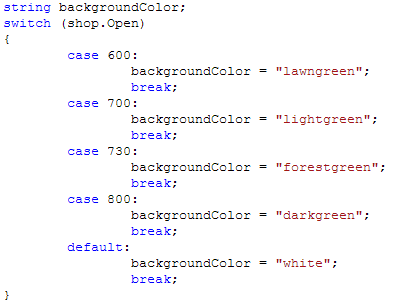 string backgroundColor;
switch (shop.Open)
{
case 600:
backgroundColor = "lawngreen";
break;
case 700:
backgroundColor = "lightgreen";
break;
case 730:
backgroundColor = "forestgreen";
break;
case 800:
backgroundColor = "darkgreen";
break;
default:
backgroundColor = "white";
break;
}